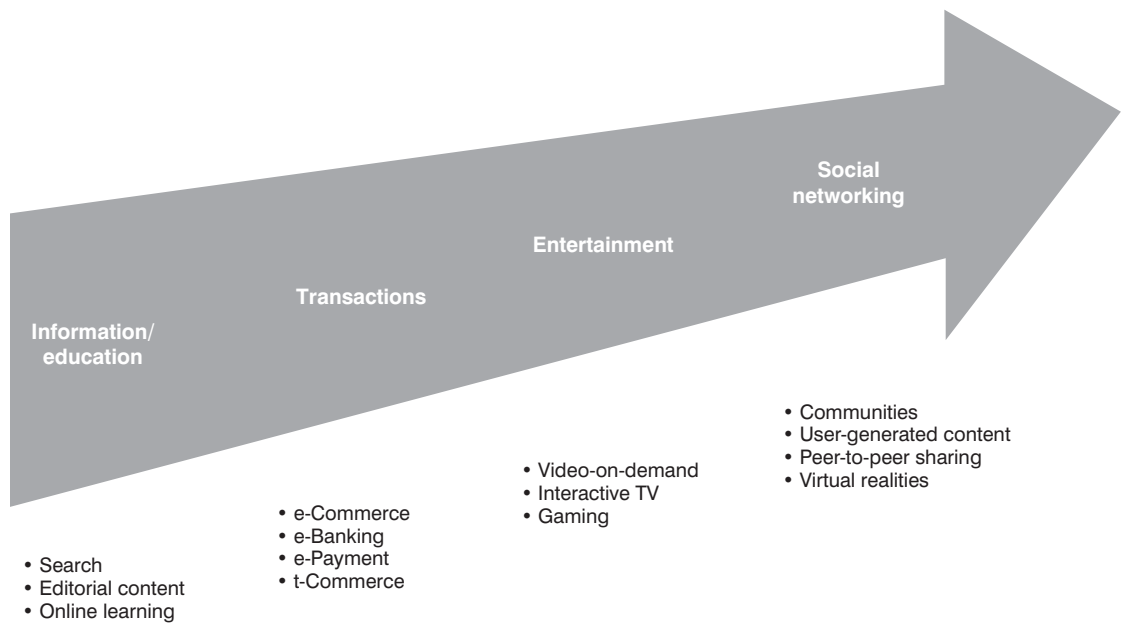 Social
networking
Entertainment
Transactions
Information/
education
• Communities
• User-generated content
• Peer-to-peer sharing
• Virtual realities
• Video-on-demand
• Interactive TV
• Gaming
• e-Commerce
• e-Banking
• e-Payment
• t-Commerce
• Search
• Editorial content
• Online learning